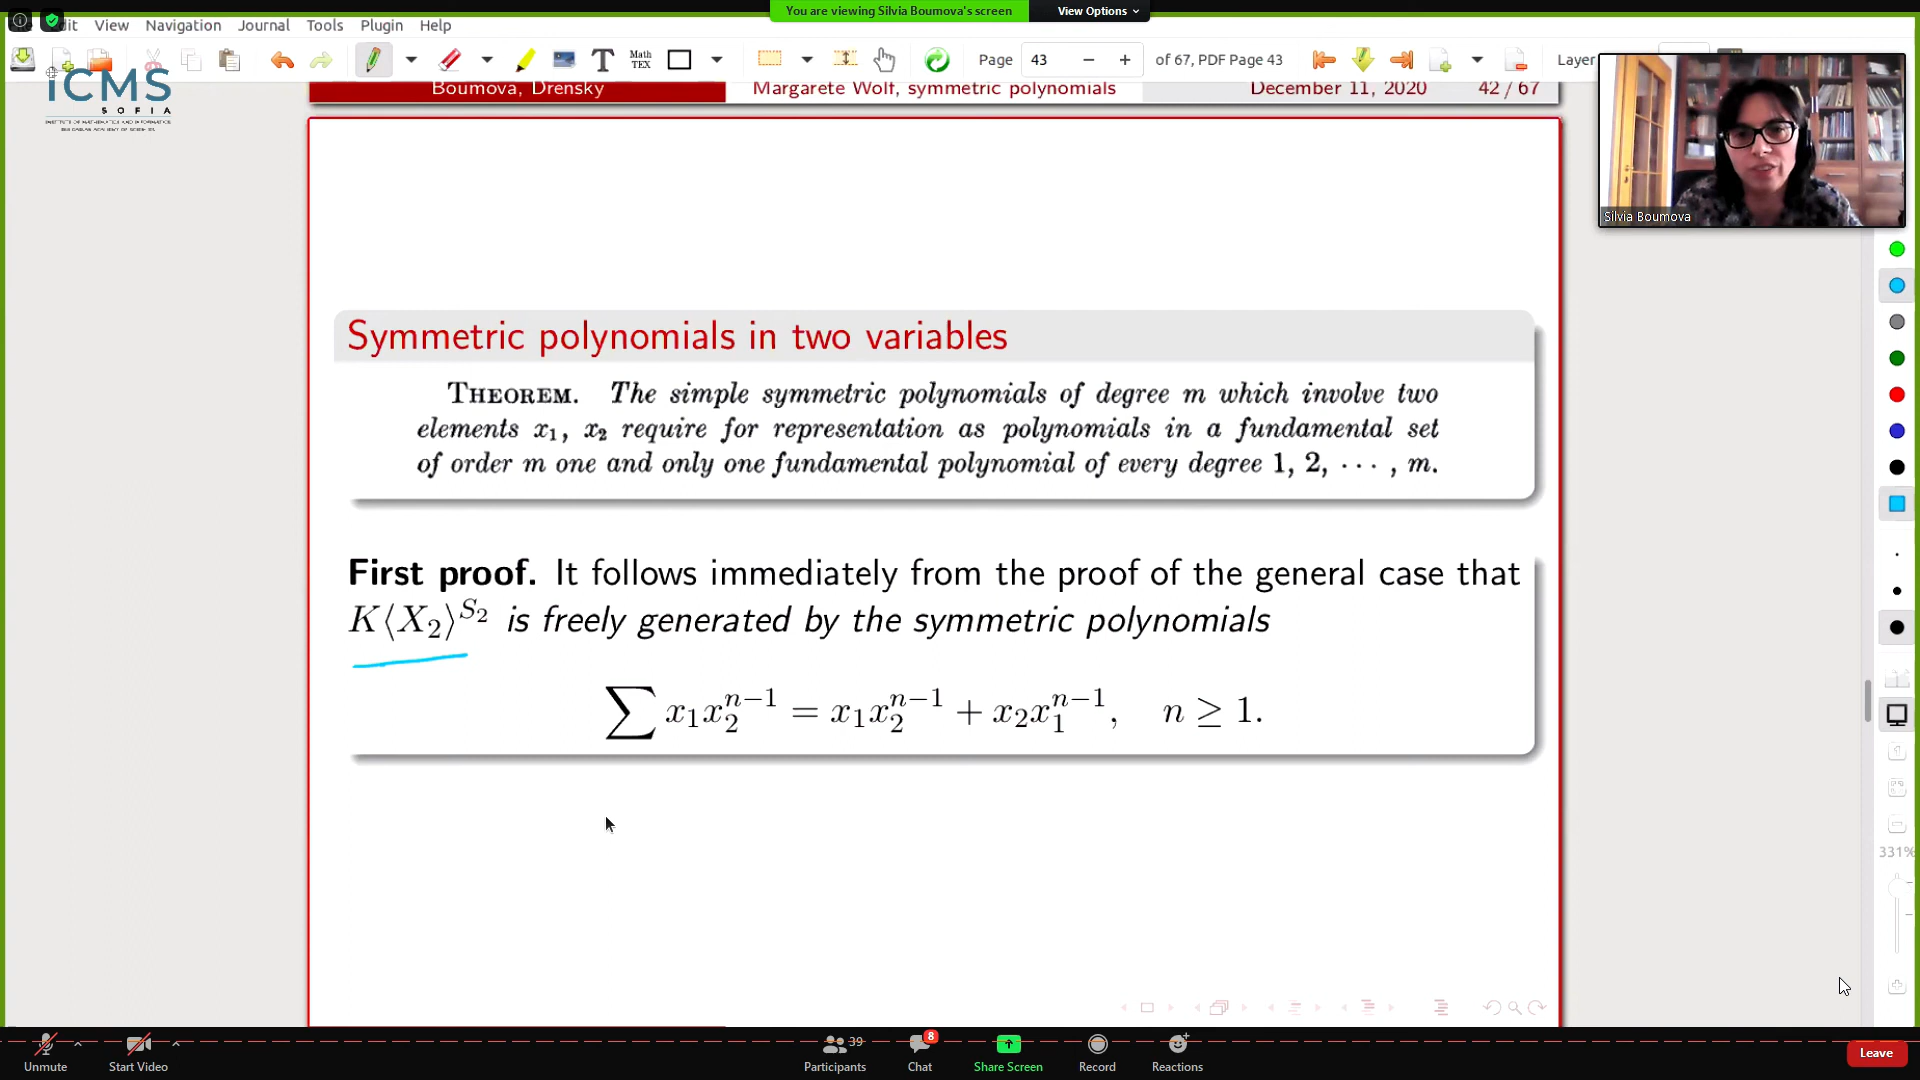 You are viewing Silvia Boumova's screen View Options
View Navigation Journal Tools Plugin Help
Math TEX Page 43 of 67, PDF Page 43 Layer
iCMS
SOFIA
Boumova, Drensky Margarete Wolf, symmetric polynomials December 11, 2020 42 / 67
Silvia Boumova
Symmetric polynomials in two variables
THEOREM. The simple symmetric polynomials of degree m which involve two
elements x₁, x₂ require for representation as polynomials in a fundamental set
of order m one and only one fundamental polynomial of every degree 1, 2, ⋯ , m.
First proof. It follows immediately from the proof of the general case that
K⟨X₂⟩^{S₂} is freely generated by the symmetric polynomials
∑ x₁x₂^{n−1} = x₁x₂^{n−1} + x₂x₁^{n−1}, n ≥ 1.
331%
Unmute Start Video Participants 39 Chat 8 Share Screen Record Reactions Leave